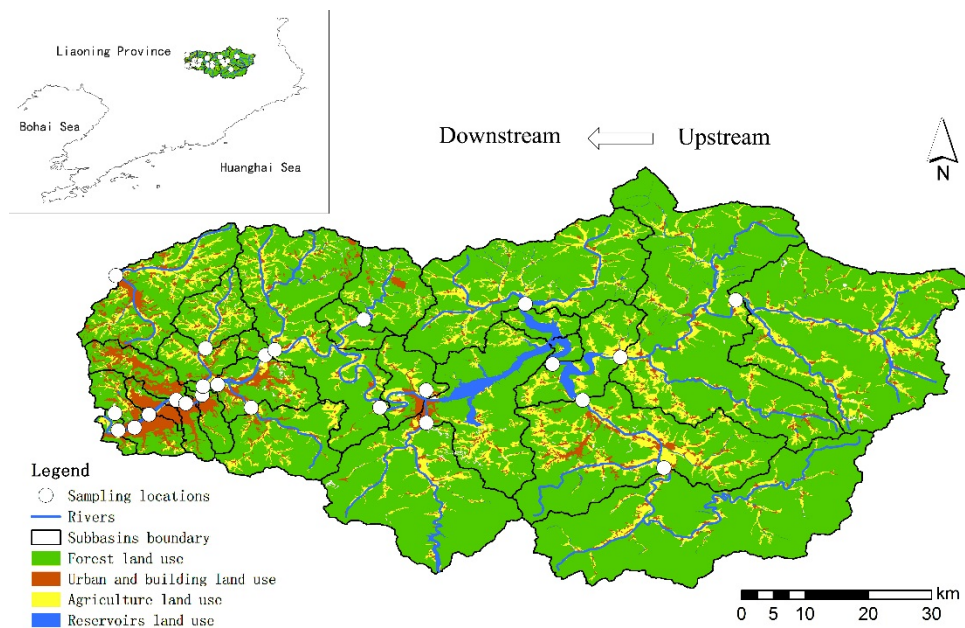 Liaoning Province
Bohai Sea
Huanghai Sea
Downstream
Upstream
N
Legend
Sampling locations
Rivers
Subbasins boundary
Forest land use
Urban and building land use
Agriculture land use
Reservoirs land use
km
0 5 10 20 30